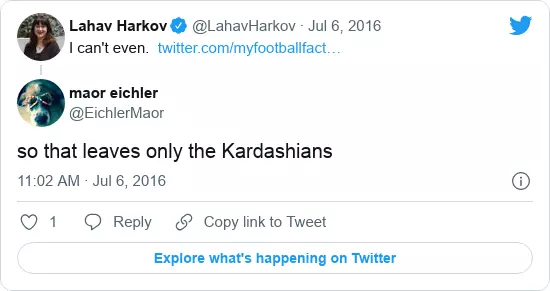 Lahav Harkov @LahavHarkov · Jul 6, 2016
I can't even. twitter.com/myfootballfact…
maor eichler
@EichlerMaor
so that leaves only the Kardashians
11:02 AM · Jul 6, 2016
1 Reply Copy link to Tweet
Explore what's happening on Twitter